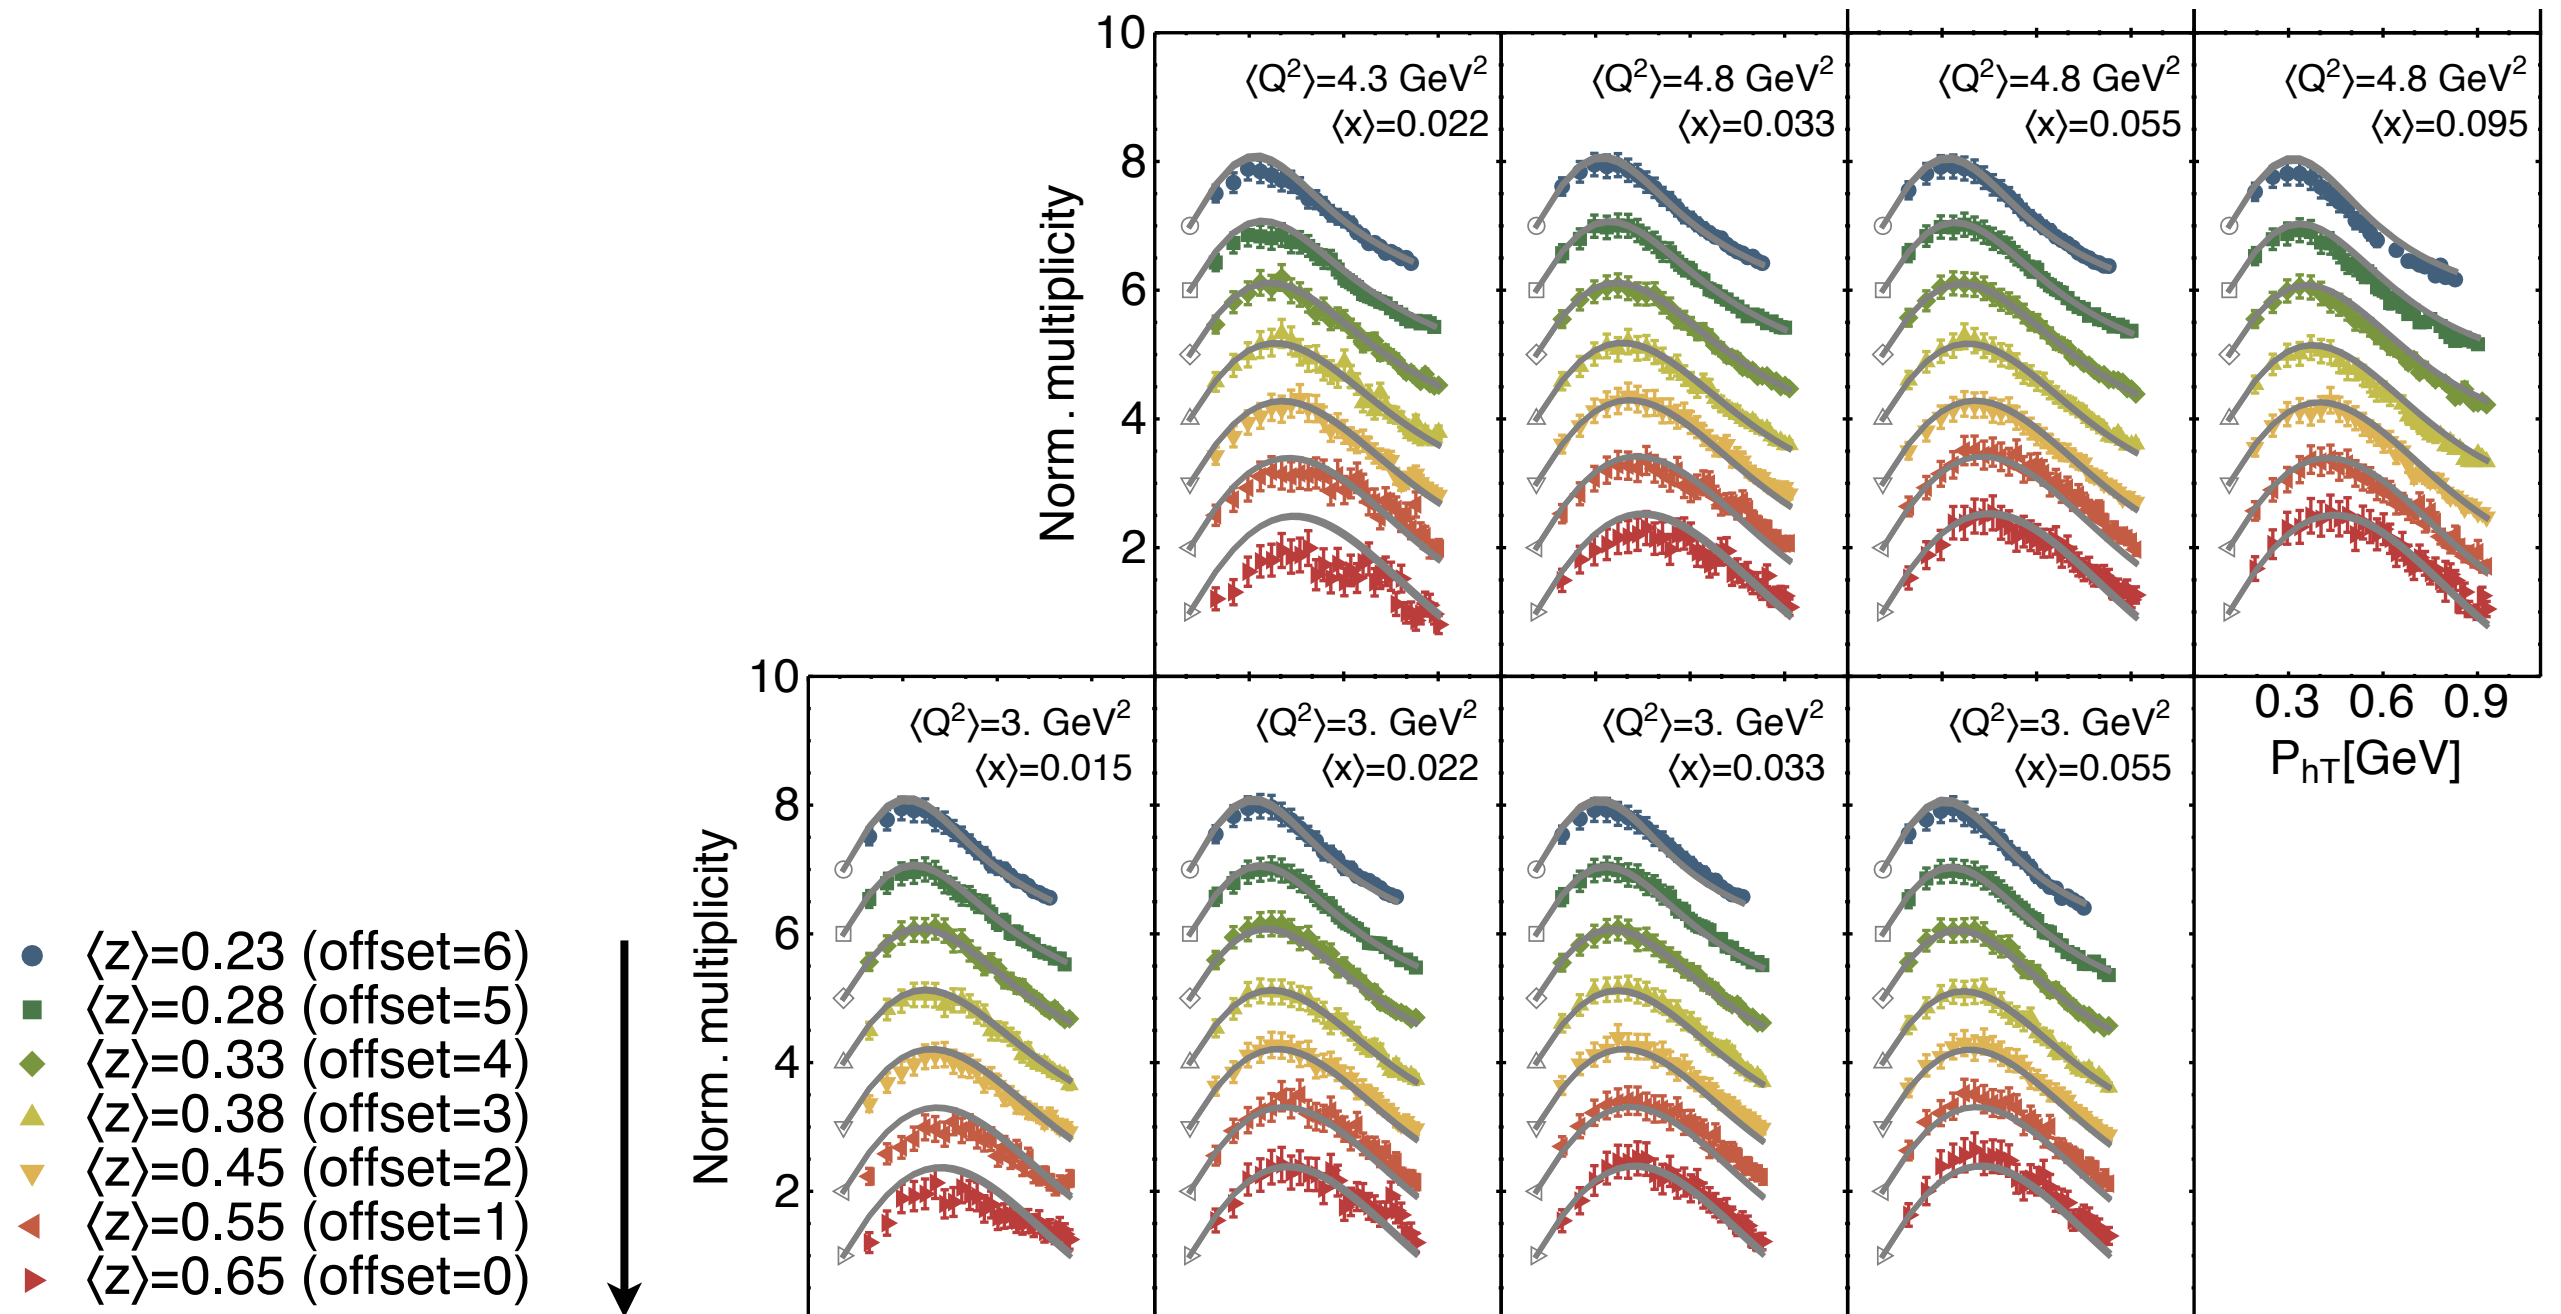 10
⟨Q²⟩=4.3 GeV²
⟨x⟩=0.022
⟨Q²⟩=4.8 GeV²
⟨x⟩=0.033
⟨Q²⟩=4.8 GeV²
⟨x⟩=0.055
⟨Q²⟩=4.8 GeV²
⟨x⟩=0.095
8
6
4
2
Norm. multiplicity
10
0.3 0.6 0.9
P_hT[GeV]
⟨Q²⟩=3. GeV²
⟨x⟩=0.015
⟨Q²⟩=3. GeV²
⟨x⟩=0.022
⟨Q²⟩=3. GeV²
⟨x⟩=0.033
⟨Q²⟩=3. GeV²
⟨x⟩=0.055
8
6
4
2
Norm. multiplicity
⟨z⟩=0.23 (offset=6)
⟨z⟩=0.28 (offset=5)
⟨z⟩=0.33 (offset=4)
⟨z⟩=0.38 (offset=3)
⟨z⟩=0.45 (offset=2)
⟨z⟩=0.55 (offset=1)
⟨z⟩=0.65 (offset=0)